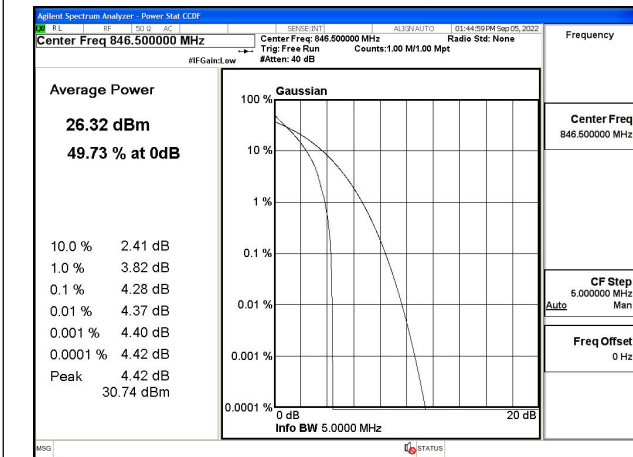 Agilent Spectrum Analyzer - Power Stat CCDF
RL RF 50 Ω AC SENSE:INT ALIGN AUTO 01:44:59 PM Sep 05, 2022
Center Freq 846.500000 MHz
#IFGain:Low
Center Freq: 846.500000 MHz
Radio Std: None
Trig: Free Run Counts:1.00 M/1.00 Mpt
#Atten: 40 dB
Frequency
Average Power
26.32 dBm
49.73 % at 0dB
10.0 % 2.41 dB
1.0 % 3.82 dB
0.1 % 4.28 dB
0.01 % 4.37 dB
0.001 % 4.40 dB
0.0001 % 4.42 dB
Peak 4.42 dB
30.74 dBm
Gaussian
100 %
10 %
1 %
0.1 %
0.01 %
0.001 %
0.0001 %
0 dB 20 dB
Info BW 5.0000 MHz
Center Freq
846.500000 MHz
CF Step
5.000000 MHz
Auto Man
Freq Offset
0 Hz
MSG STATUS